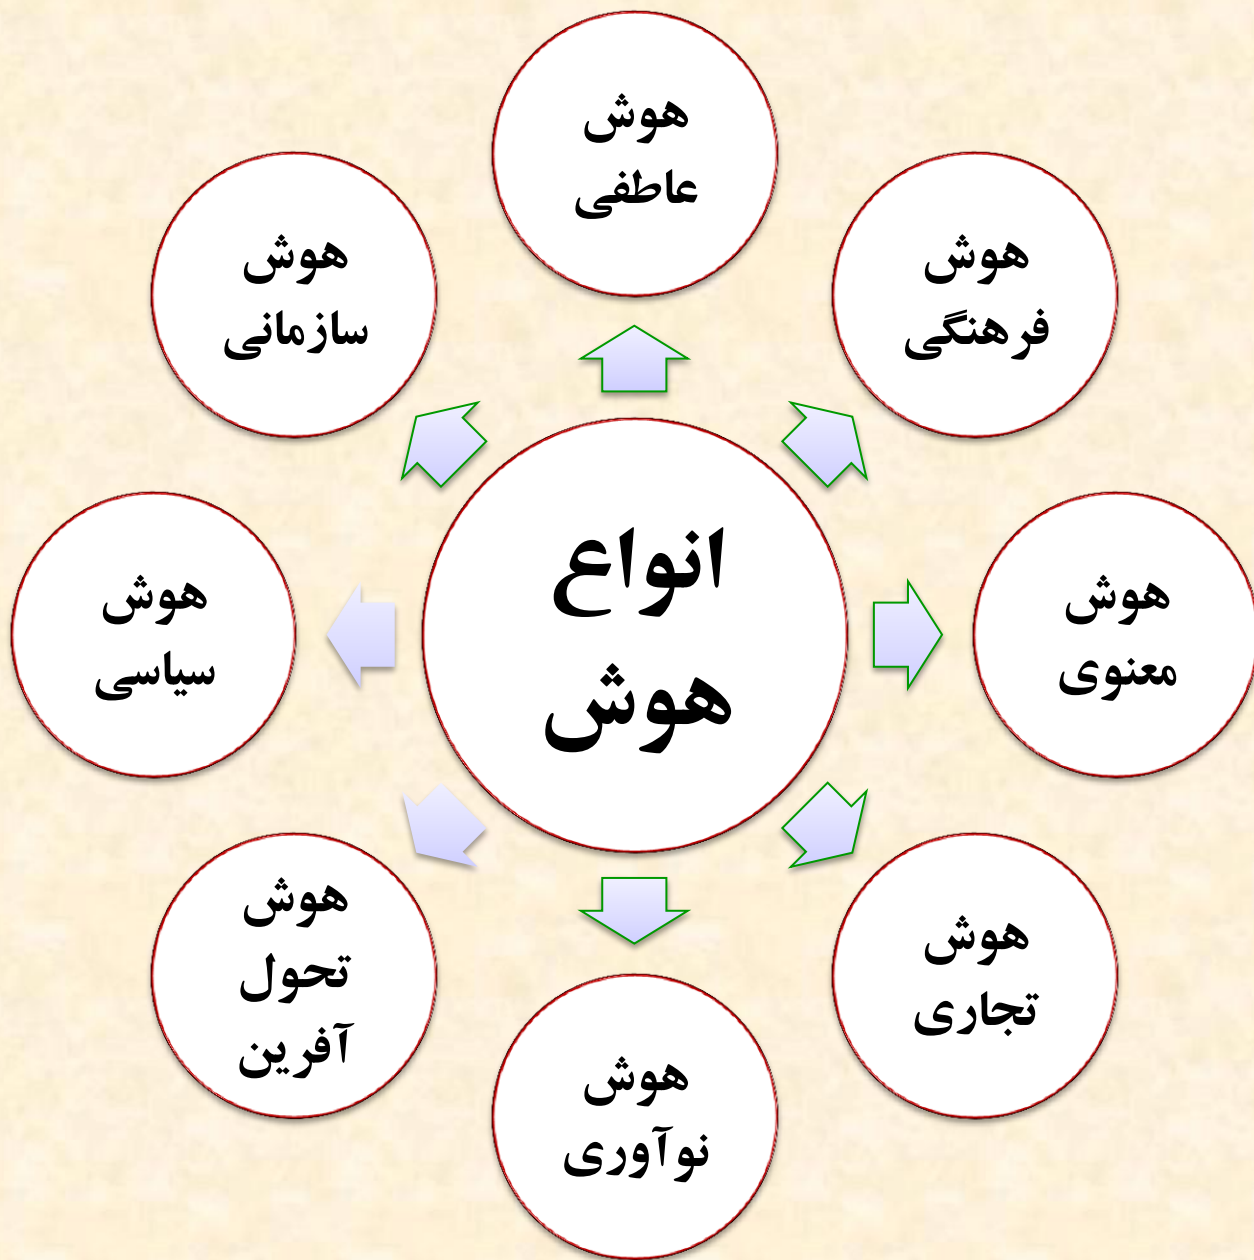 انواع
هوش
هوش
عاطفی
هوش
فرهنگی
هوش
معنوی
هوش
تجاری
هوش
نوآوری
هوش
تحول
آفرین
هوش
سیاسی
هوش
سازمانی